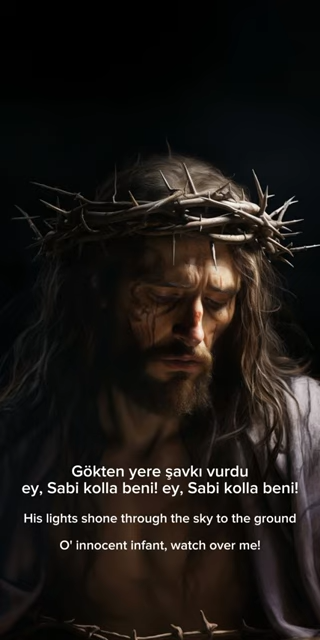 Gökten yere şavkı vurdu
ey, Sabi kolla beni! ey, Sabi kolla beni!
His lights shone through the sky to the ground
O' innocent infant, watch over me!